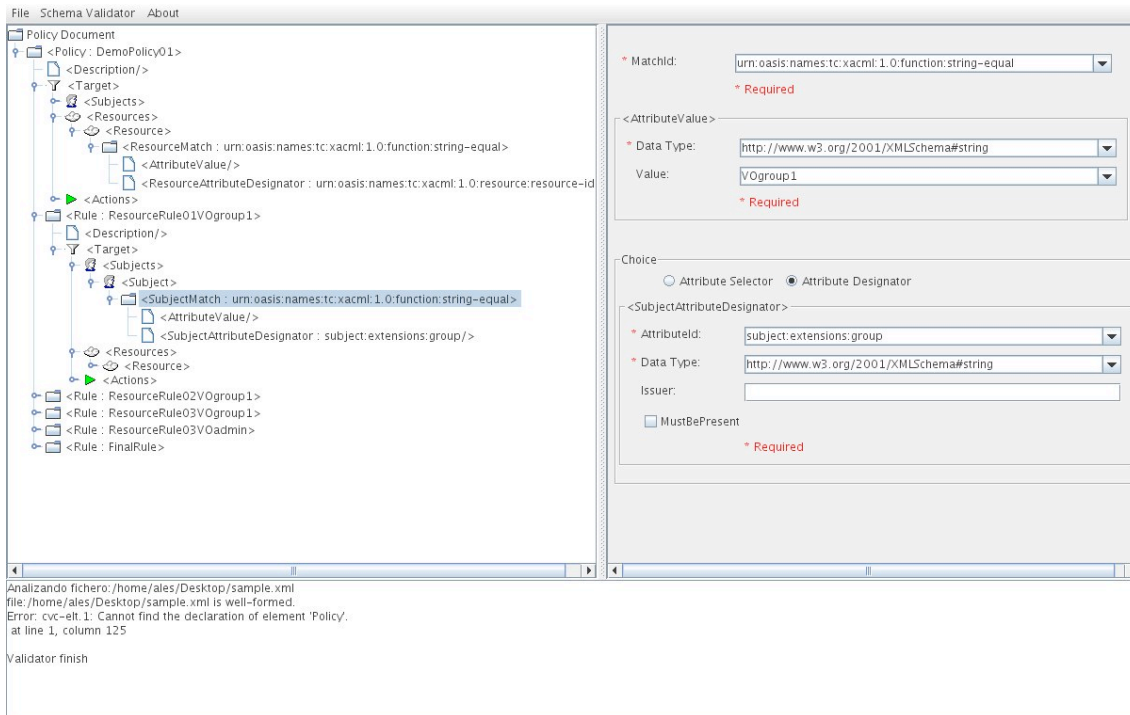 File Schema Validator About
Policy Document
<Policy : DemoPolicy01>
<Description/>
<Target>
<Subjects>
<Resources>
<Resource>
<ResourceMatch : urn:oasis:names:tc:xacml:1.0:function:string-equal>
<AttributeValue/>
<ResourceAttributeDesignator : urn:oasis:names:tc:xacml:1.0:resource:resource-id
<Actions>
<Rule : ResourceRule01VOgroup1>
<Description/>
<Target>
<Subjects>
<Subject>
<SubjectMatch : urn:oasis:names:tc:xacml:1.0:function:string-equal>
<AttributeValue/>
<SubjectAttributeDesignator : subject:extensions:group/>
<Resources>
<Resource>
<Actions>
<Rule : ResourceRule02VOgroup1>
<Rule : ResourceRule03VOgroup1>
<Rule : ResourceRule03VOadmin>
<Rule : FinalRule>
* MatchId: urn:oasis:names:tc:xacml:1.0:function:string-equal
* Required
<AttributeValue>
* Data Type: http://www.w3.org/2001/XMLSchema#string
Value: VOgroup1
* Required
Choice
Attribute Selector Attribute Designator
<SubjectAttributeDesignator>
* AttributeId: subject:extensions:group
* Data Type: http://www.w3.org/2001/XMLSchema#string
Issuer:
MustBePresent
* Required
Analizando fichero:/home/ales/Desktop/sample.xml
file:/home/ales/Desktop/sample.xml is well-formed.
Error: cvc-elt.1: Cannot find the declaration of element 'Policy'.
at line 1, column 125
Validator finish